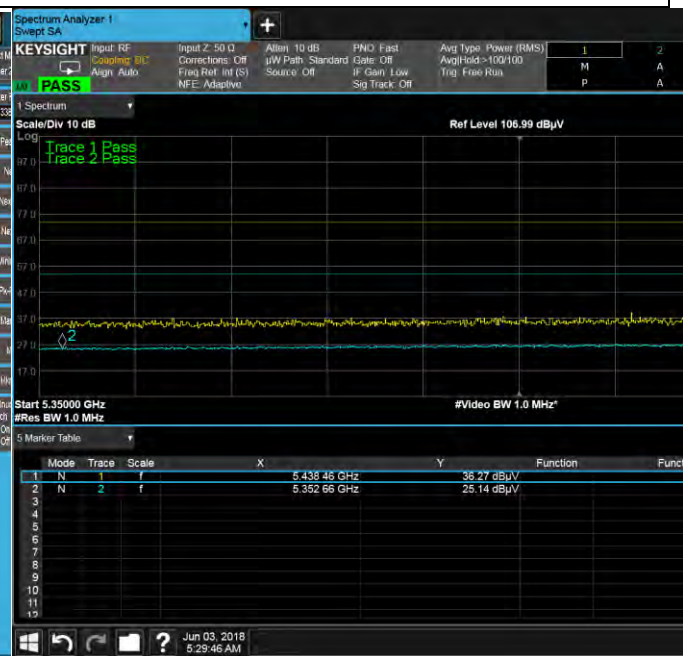 Spectrum Analyzer 1
Swept SA
+
KEYSIGHT Input: RF Input Z: 50 Ω Atten: 10 dB PNO: Fast Avg Type: Power (RMS) 1 2
Coupling: DC Corrections: Off µW Path: Standard Gate: Off Avg|Hold:>100/100 M A
Align: Auto Freq Ref: Int (S) Source: Off IF Gain: Low Trig: Free Run P A
PASS NFE: Adaptive Sig Track: Off
1 Spectrum
Scale/Div 10 dB Ref Level 106.99 dBµV
Log
Trace 1 Pass
Trace 2 Pass
97.0
87.0
77.0
67.0
57.0
47.0
37.0
2
27.0
17.0
Start 5.35000 GHz #Video BW 1.0 MHz*
#Res BW 1.0 MHz
5 Marker Table
Mode Trace Scale X Y Function Funct
1 N 1 f 5.438 46 GHz 36.27 dBµV
2 N 2 f 5.352 66 GHz 25.14 dBµV
3
4
5
6
7
8
9
10
11
12
? Jun 03, 2018
5:29:46 AM